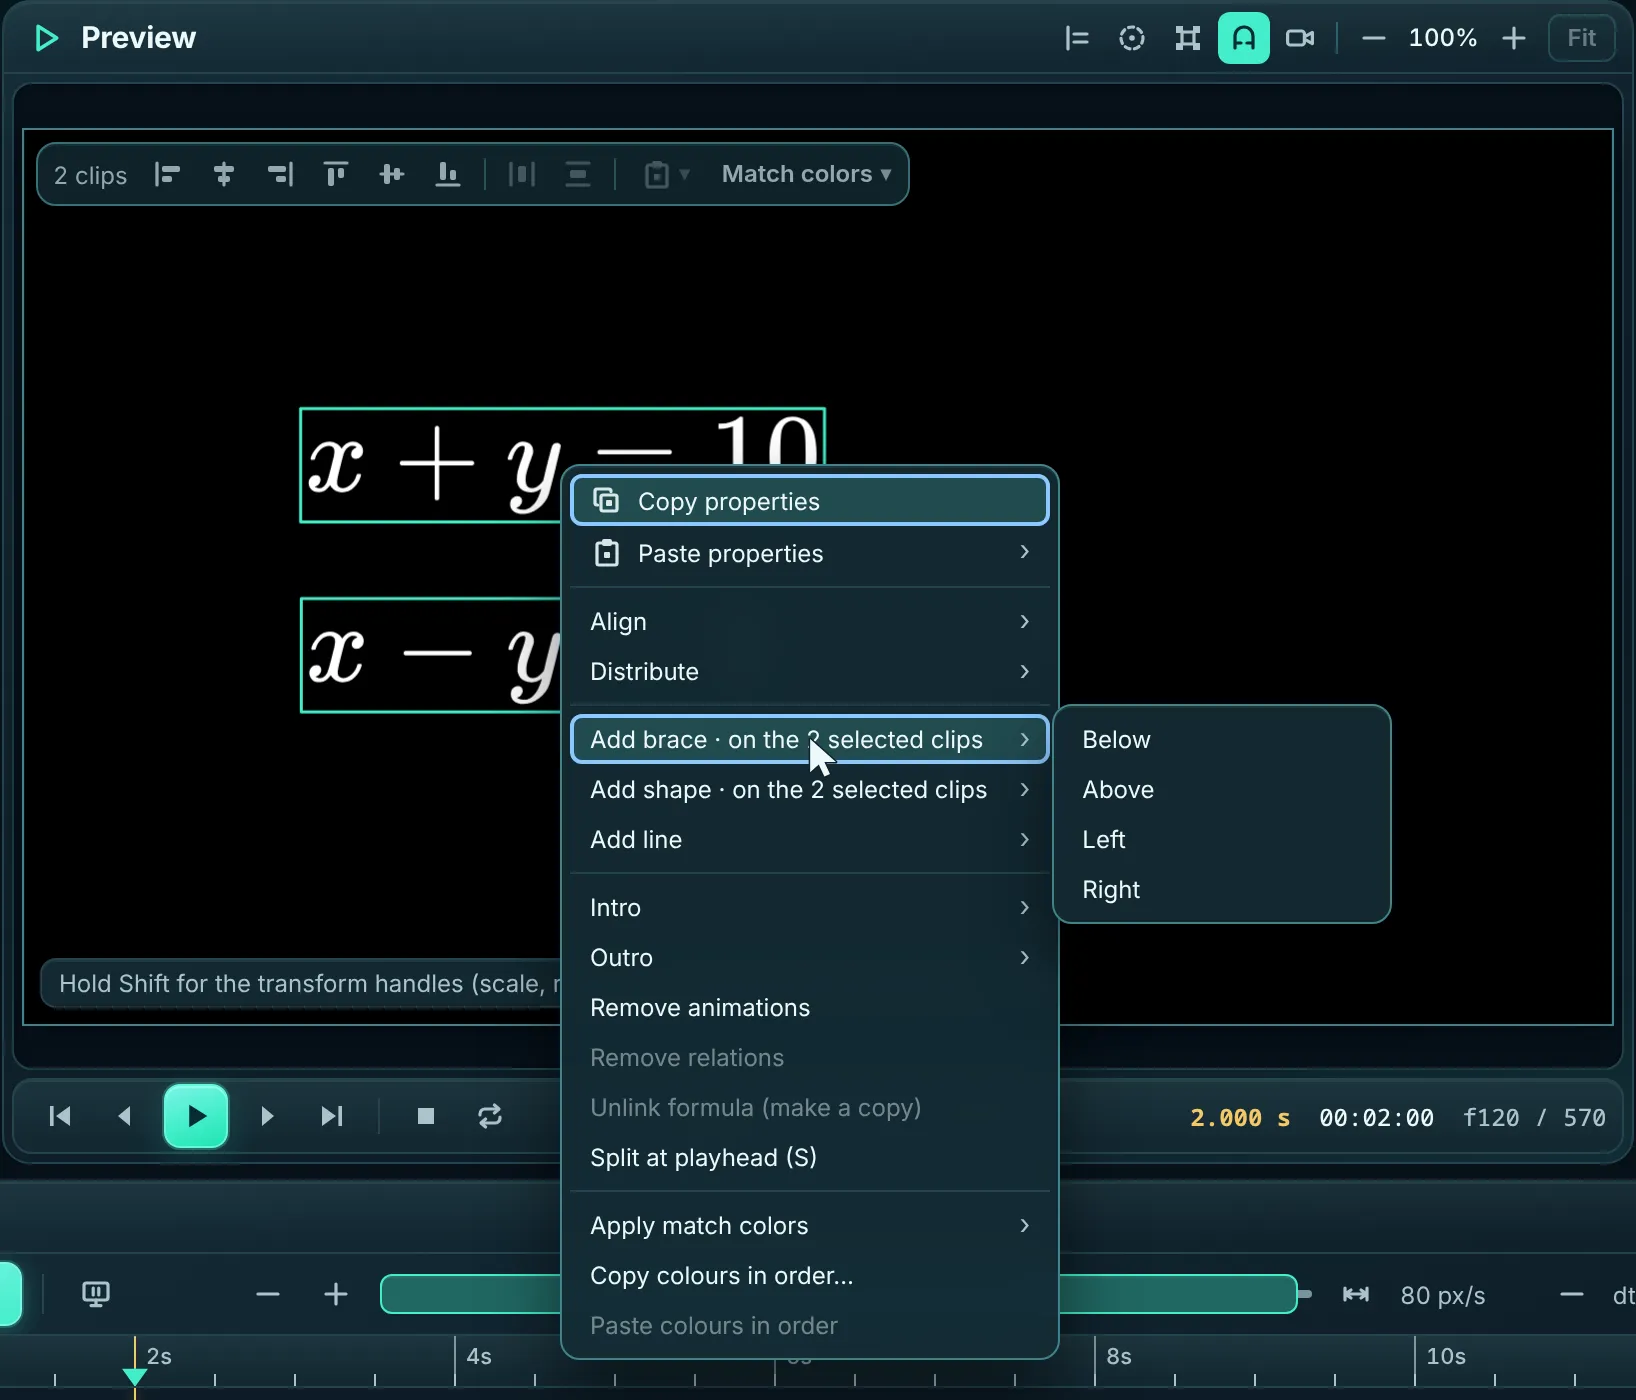 Preview
100%
Fit
2 clips
Match colors
x + y = 10
x − y
Copy properties
Paste properties
Align
Distribute
Add brace · on the 2 selected clips
Below
Add shape · on the 2 selected clips
Above
Add line
Left
Right
Intro
Outro
Hold Shift for the transform handles (scale,
Remove animations
Remove relations
Unlink formula (make a copy)
2.000 s 00:02:00 f120 / 570
Split at playhead (S)
Apply match colors
Copy colours in order...
80 px/s
Paste colours in order
2s 4s 8s 10s